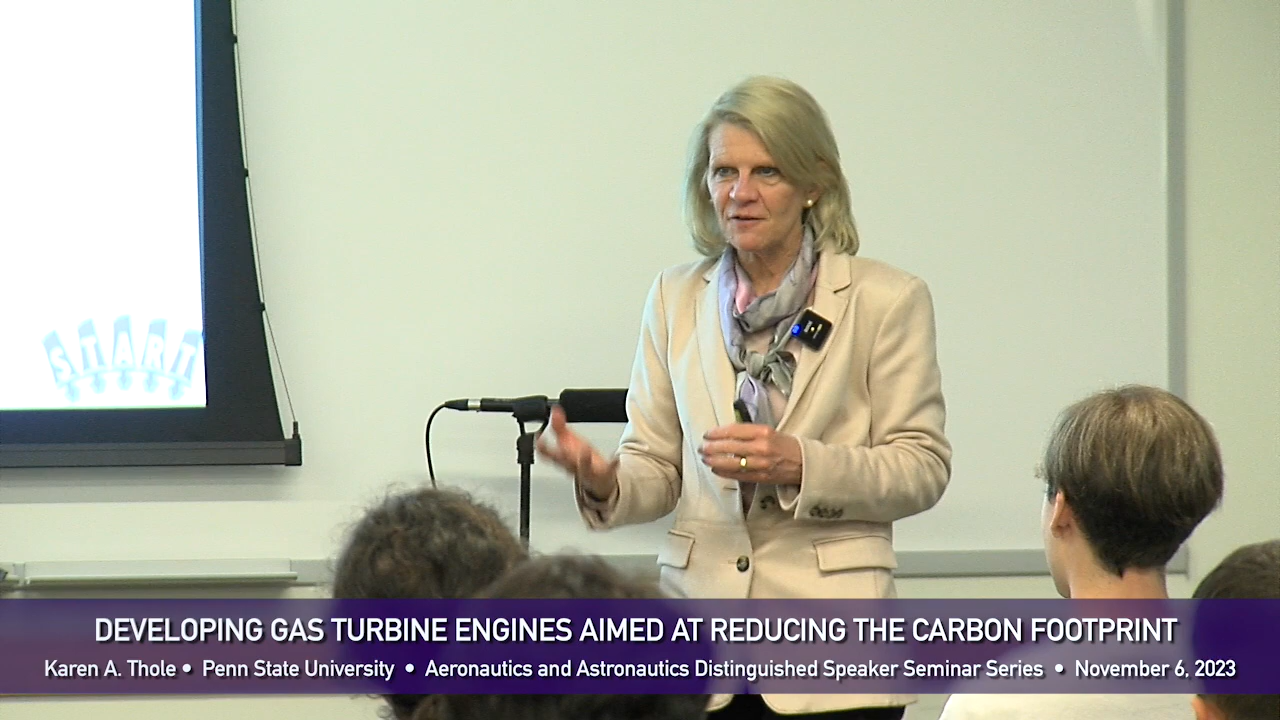 START
DEVELOPING GAS TURBINE ENGINES AIMED AT REDUCING THE CARBON FOOTPRINT
Karen A. Thole • Penn State University • Aeronautics and Astronautics Distinguished Speaker Seminar Series • November 6, 2023